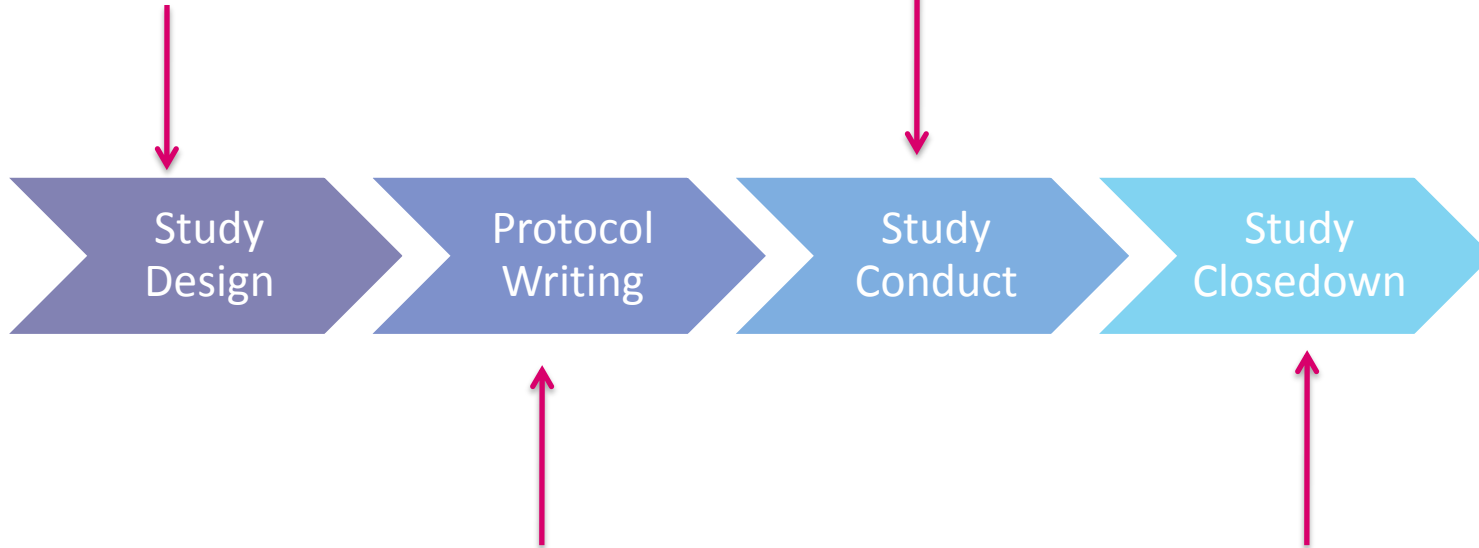 Study
Design
Protocol
Writing
Study
Conduct
Study
Closedown